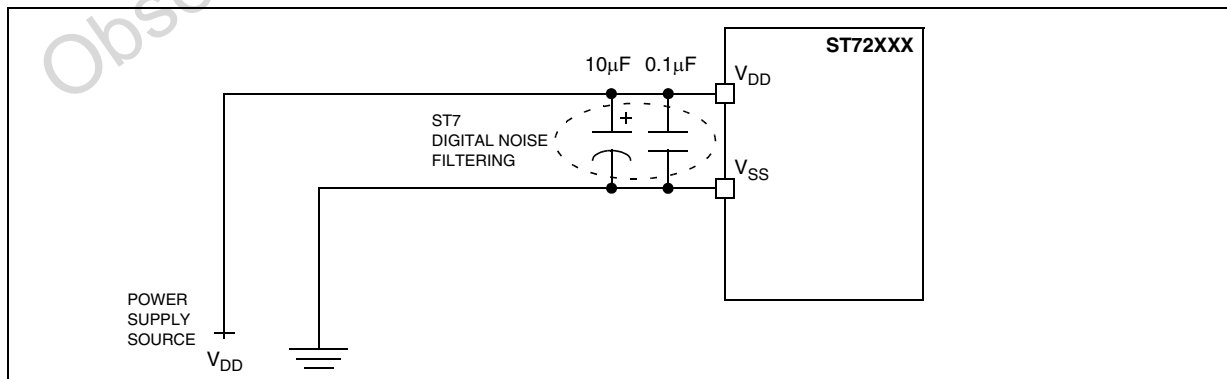 ST72XXX
10μF 0.1μF
VDD
+
ST7
DIGITAL NOISE
FILTERING
VSS
POWER
SUPPLY
SOURCE
VDD